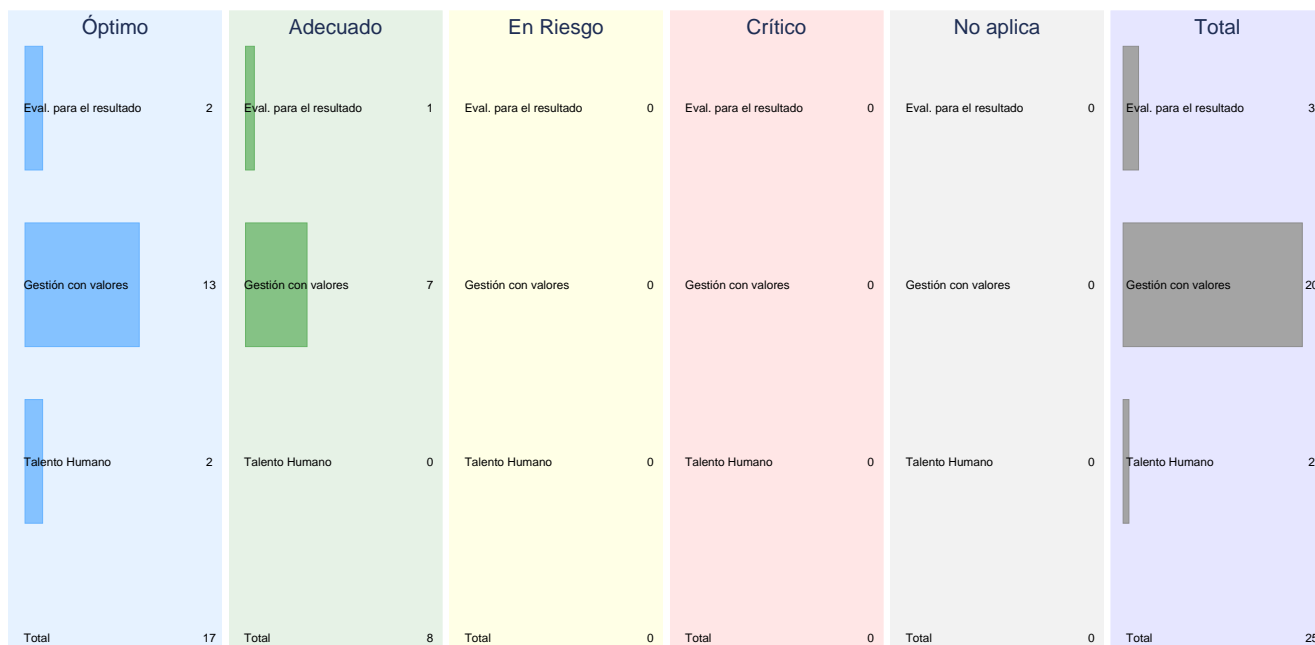 Óptimo Adecuado En Riesgo Crítico No aplica Total
Eval. para el resultado 2 Eval. para el resultado 1 Eval. para el resultado 0 Eval. para el resultado 0 Eval. para el resultado 0 Eval. para el resultado 3
Gestión con valores 13 Gestión con valores 7 Gestión con valores 0 Gestión con valores 0 Gestión con valores 0 Gestión con valores 20
Talento Humano 2 Talento Humano 0 Talento Humano 0 Talento Humano 0 Talento Humano 0 Talento Humano 2
Total 17 Total 8 Total 0 Total 0 Total 0 Total 25